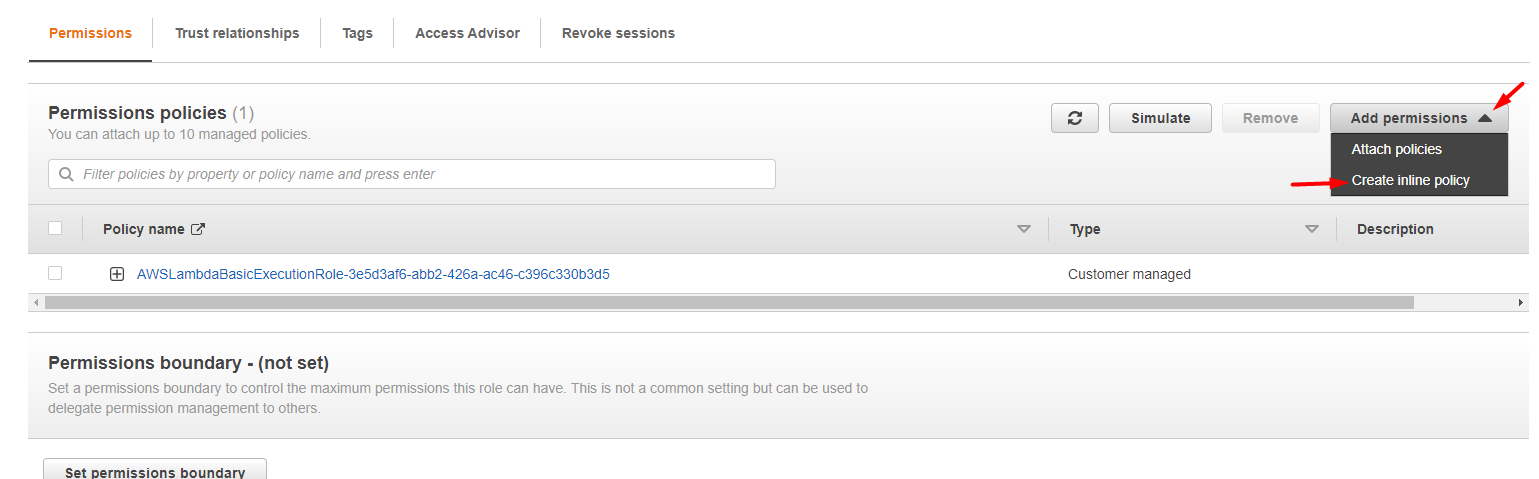 Permissions Trust relationships Tags Access Advisor Revoke sessions
Permissions policies (1)
You can attach up to 10 managed policies.
Simulate Remove Add permissions
Attach policies
Create inline policy
Filter policies by property or policy name and press enter
Policy name Type Description
AWSLambdaBasicExecutionRole-3e5d3af6-abb2-426a-ac46-c396c330b3d5 Customer managed
Permissions boundary - (not set)
Set a permissions boundary to control the maximum permissions this role can have. This is not a common setting but can be used to
delegate permission management to others.
Set permissions boundary